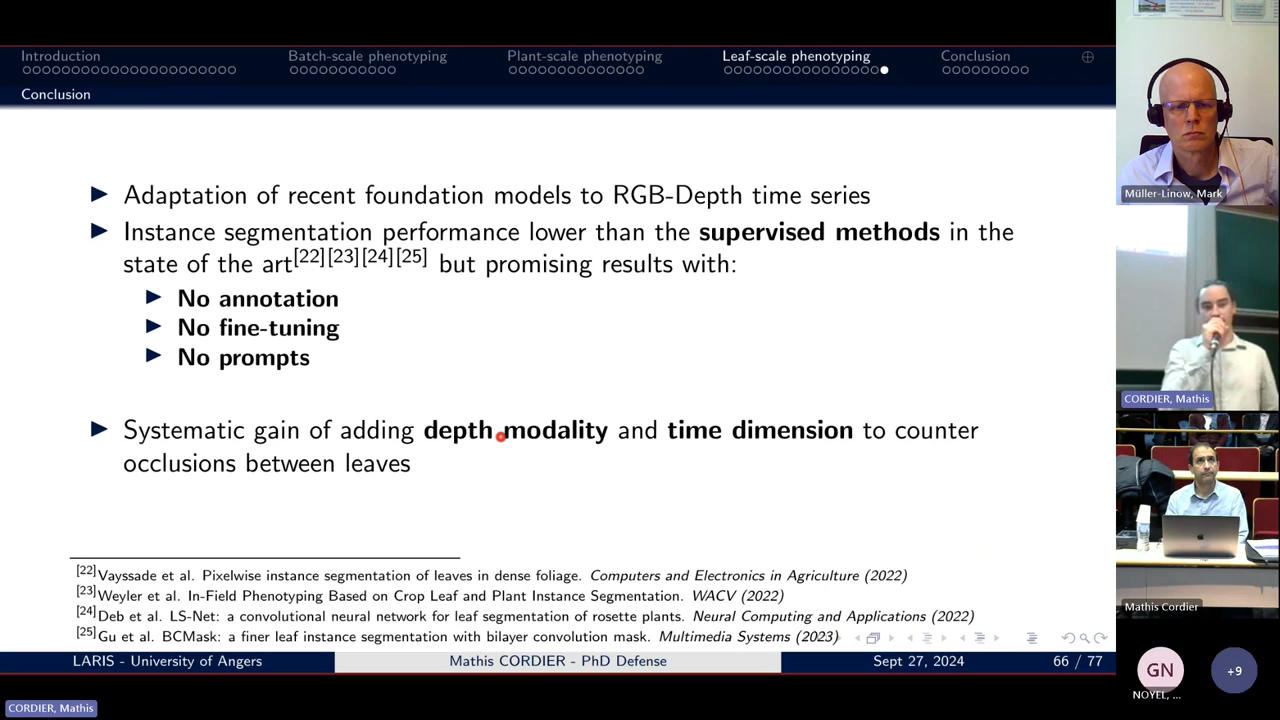 Introduction
Batch-scale phenotyping
Plant-scale phenotyping
Leaf-scale phenotyping
Conclusion
Conclusion
Adaptation of recent foundation models to RGB-Depth time series
Instance segmentation performance lower than the supervised methods in the
state of the art[22][23][24][25] but promising results with:
No annotation
No fine-tuning
No prompts
Systematic gain of adding depth modality and time dimension to counter
occlusions between leaves
[22]Vayssade et al. Pixelwise instance segmentation of leaves in dense foliage. Computers and Electronics in Agriculture (2022)
[23]Weyler et al. In-Field Phenotyping Based on Crop Leaf and Plant Instance Segmentation. WACV (2022)
[24]Deb et al. LS-Net: a convolutional neural network for leaf segmentation of rosette plants. Neural Computing and Applications (2022)
[25]Gu et al. BCMask: a finer leaf instance segmentation with bilayer convolution mask. Multimedia Systems (2023)
LARIS - University of Angers
Mathis CORDIER - PhD Defense
Sept 27, 2024
66 / 77
CORDIER, Mathis
Müller-Linow, Mark
CORDIER, Mathis
Mathis Cordier
GN
NOYEL, ...
+9